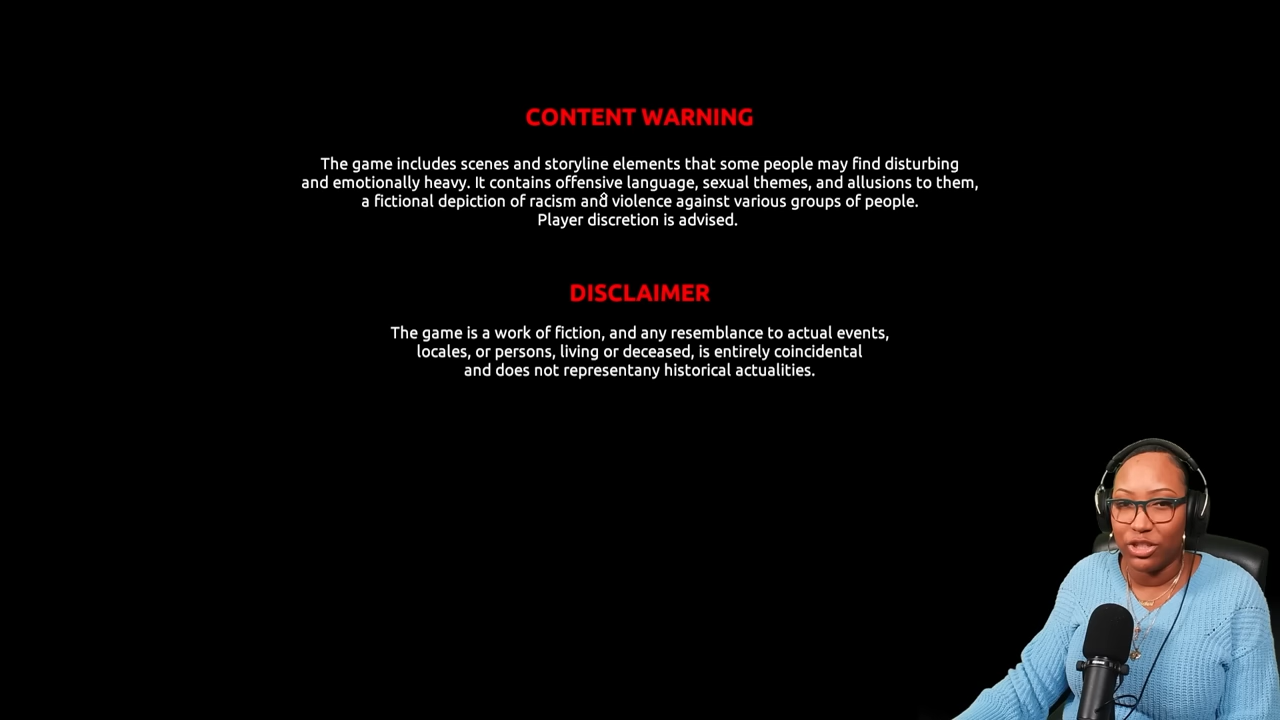 CONTENT WARNING
The game includes scenes and storyline elements that some people may find disturbing
and emotionally heavy. It contains offensive language, sexual themes, and allusions to them,
a fictional depiction of racism and violence against various groups of people.
Player discretion is advised.
DISCLAIMER
The game is a work of fiction, and any resemblance to actual events,
locales, or persons, living or deceased, is entirely coincidental
and does not representany historical actualities.